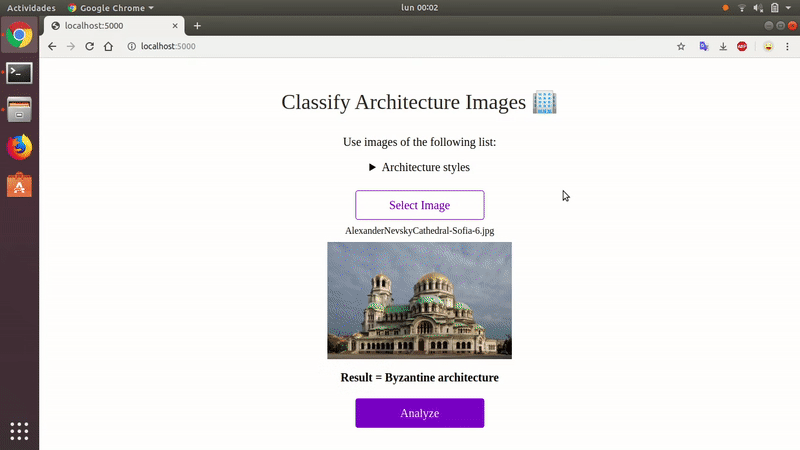 Actividades
Google Chrome
lun 00:02
localhost:5000
localhost:5000
ABP
Classify Architecture Images
Use images of the following list:
Architecture styles
Select Image
AlexanderNevskyCathedral-Sofia-6.jpg
Result = Byzantine architecture
Analyze